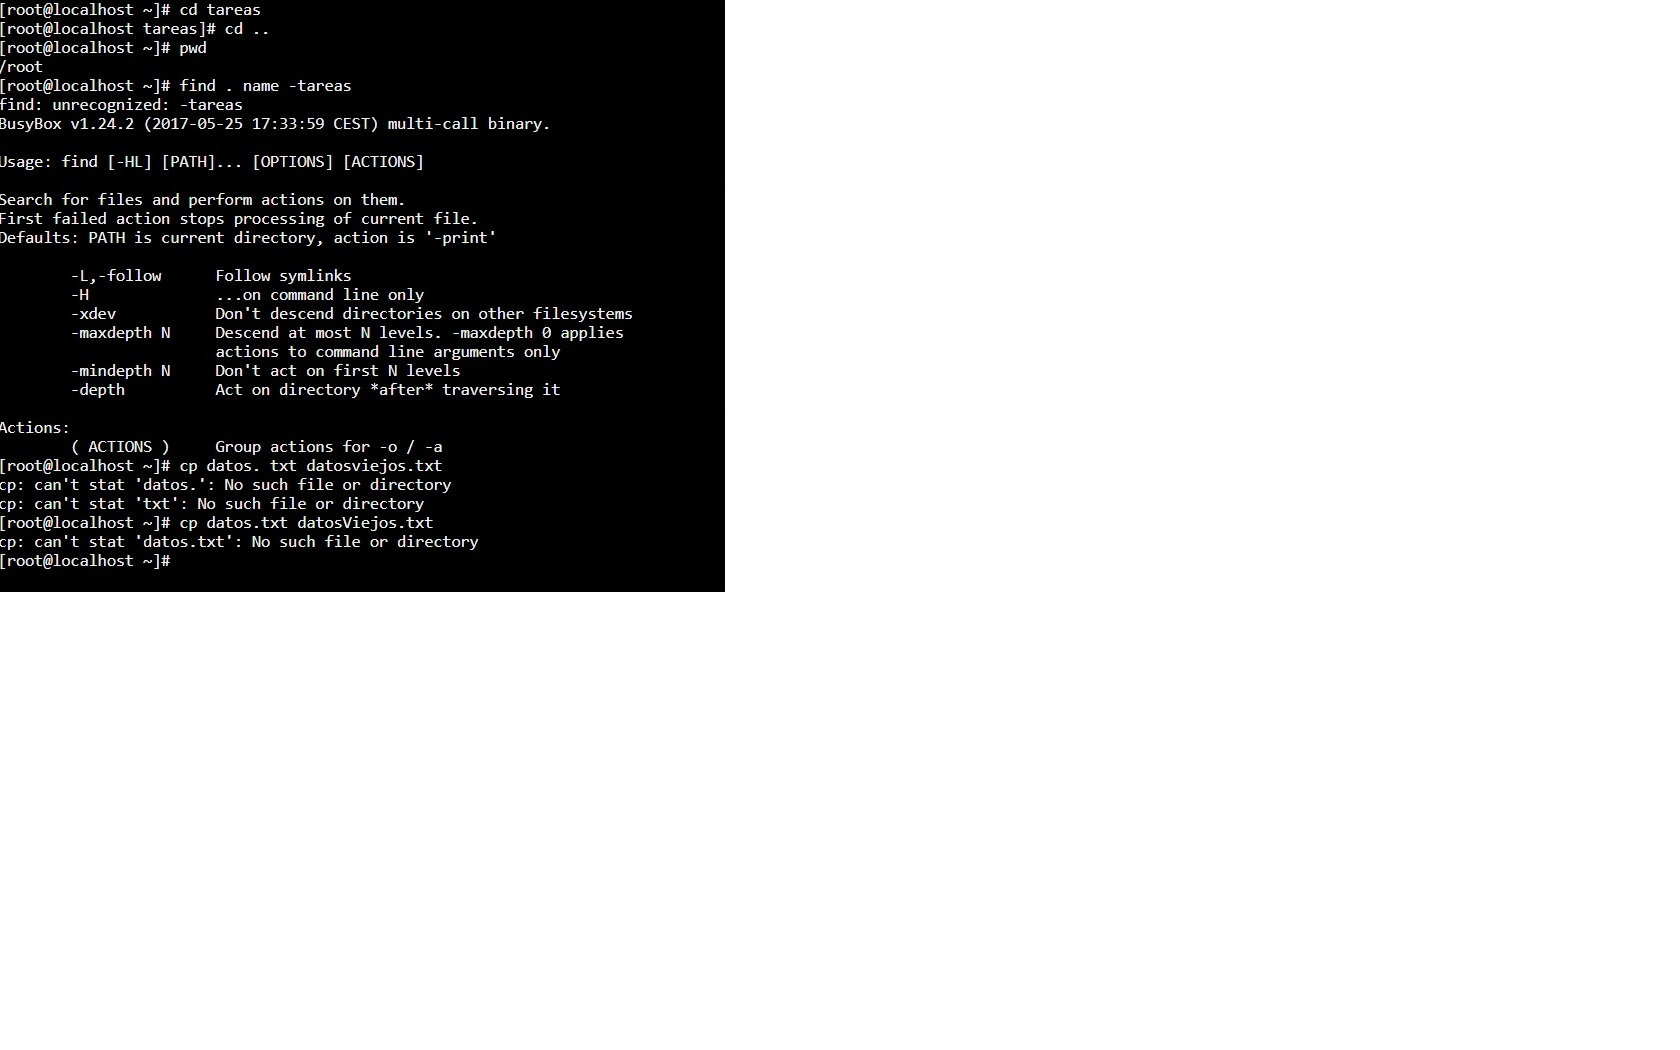 [root@localhost ~]# cd tareas
[root@localhost tareas]# cd ..
[root@localhost ~]# pwd
/root
[root@localhost ~]# find . name -tareas
find: unrecognized: -tareas
BusyBox v1.24.2 (2017-05-25 17:33:59 CEST) multi-call binary.
Usage: find [-HL] [PATH]... [OPTIONS] [ACTIONS]
Search for files and perform actions on them.
First failed action stops processing of current file.
Defaults: PATH is current directory, action is '-print'
-L,-follow Follow symlinks
-H ...on command line only
-xdev Don't descend directories on other filesystems
-maxdepth N Descend at most N levels. -maxdepth 0 applies
actions to command line arguments only
-mindepth N Don't act on first N levels
-depth Act on directory *after* traversing it
Actions:
( ACTIONS ) Group actions for -o / -a
[root@localhost ~]# cp datos. txt datosviejos.txt
cp: can't stat 'datos.': No such file or directory
cp: can't stat 'txt': No such file or directory
[root@localhost ~]# cp datos.txt datosViejos.txt
cp: can't stat 'datos.txt': No such file or directory
[root@localhost ~]#